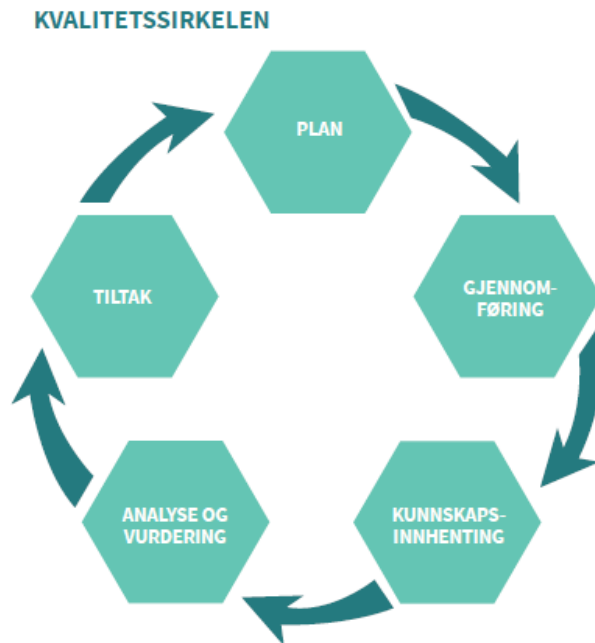 KVALITETSSIRKELEN
PLAN
GJENNOM-
FØRING
KUNNSKAPS-
INNHENTING
ANALYSE OG
VURDERING
TILTAK